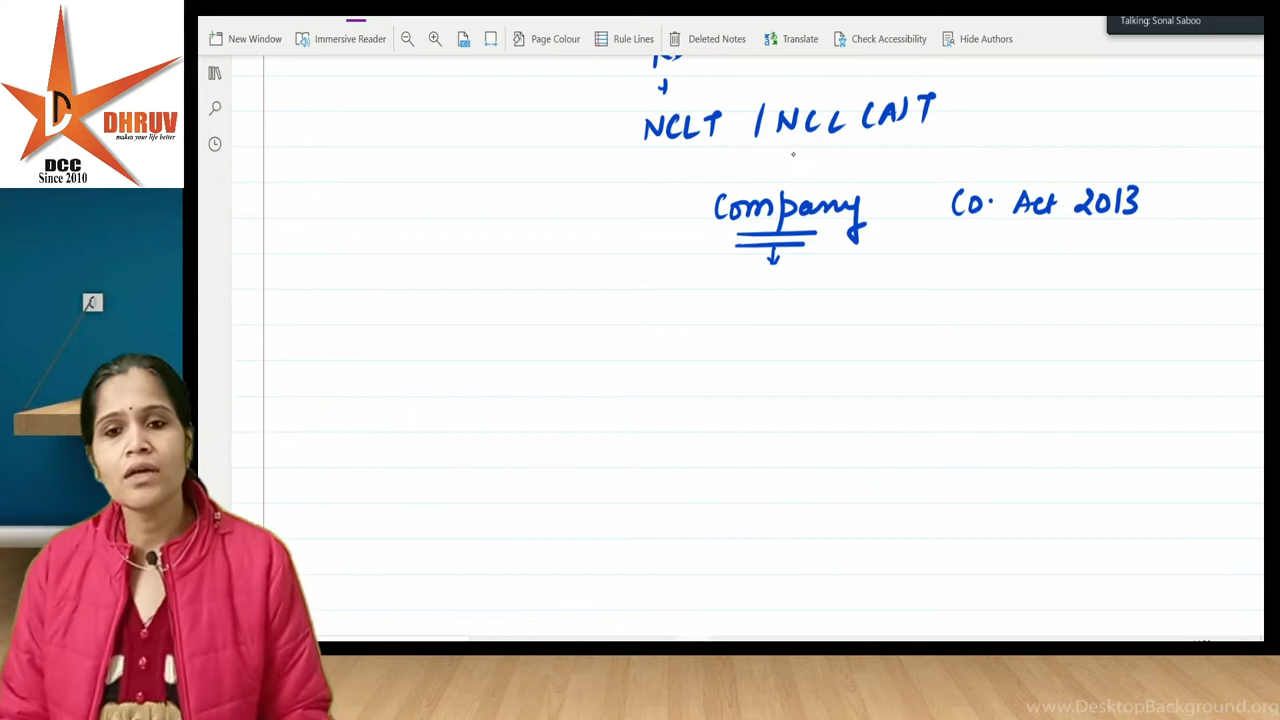 Talking: Sonal Saboo
New Window Immersive Reader Page Colour Rule Lines Deleted Notes Translate Check Accessibility Hide Authors
DHRUV
makes your life better
DCC
Since 2010
NCLT / NCL(A)T
Company Co. Act 2013
www.DesktopBackground.org